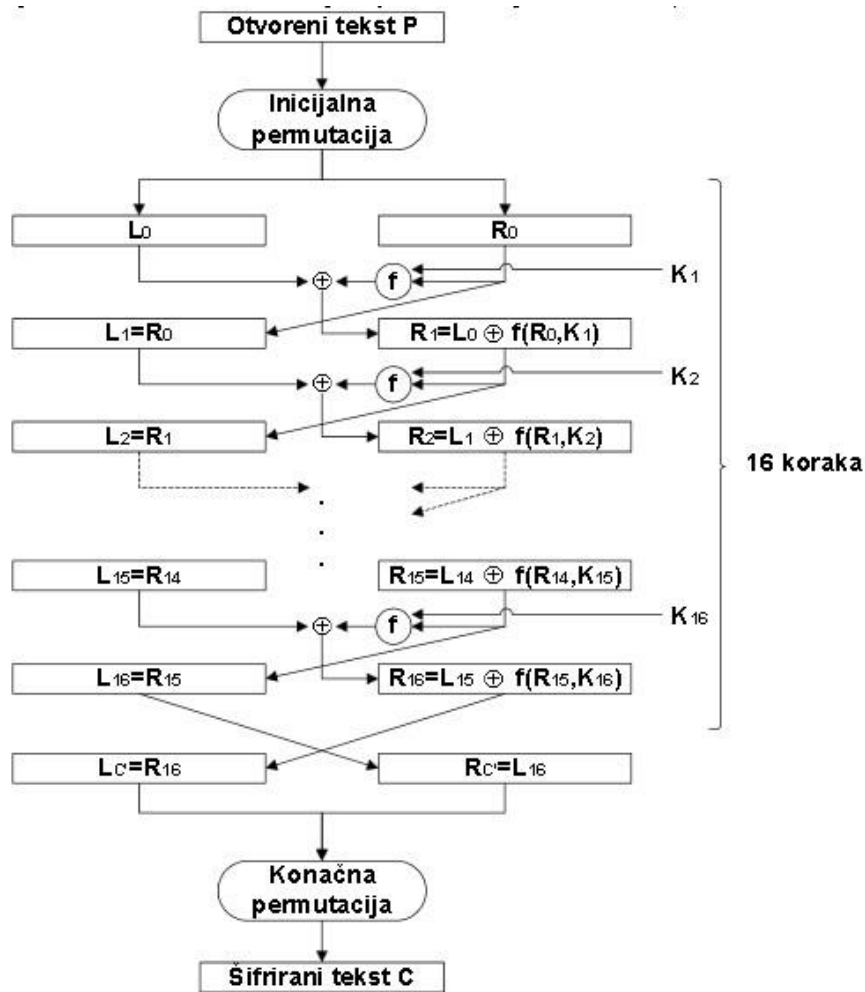 Otvoreni tekst P
Inicijalna
permutacija
L0 R0
f K1
L1=R0 R1=L0 ⊕ f(R0,K1)
f K2
L2=R1 R2=L1 ⊕ f(R1,K2)
16 koraka
L15=R14 R15=L14 ⊕ f(R14,K15)
f K16
L16=R15 R16=L15 ⊕ f(R15,K16)
LC'=R16 RC'=L16
Konačna
permutacija
Šifrirani tekst C